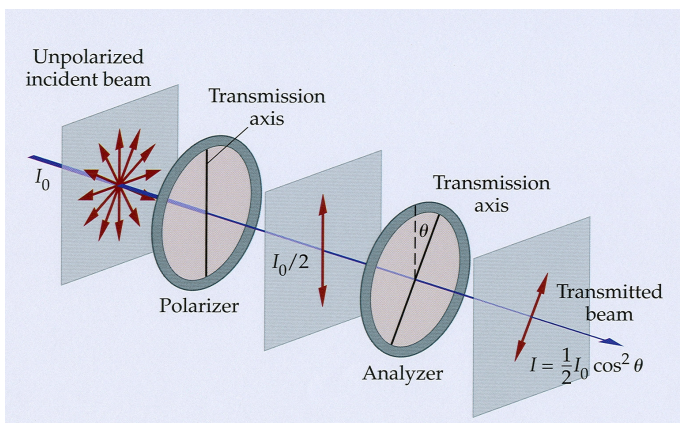 Unpolarized
incident beam
Transmission
axis
I₀
Polarizer
I₀/2
Transmission
axis
θ
Analyzer
Transmitted
beam
I = 1/2 I₀ cos² θ